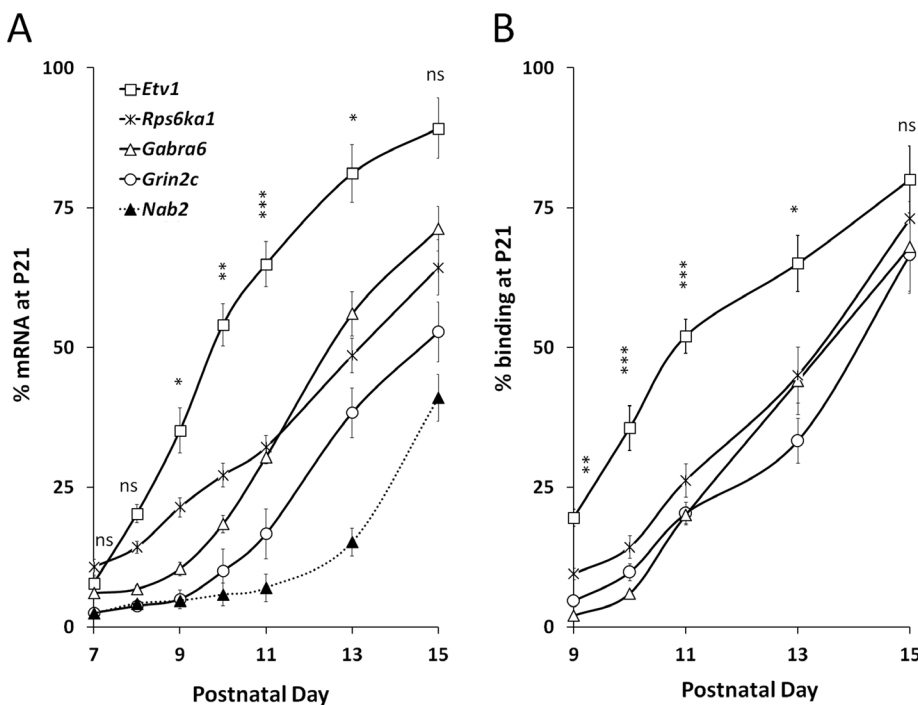 A
% mRNA at P21
100
75
50
25
0
Etv1
Rps6ka1
Gabra6
Grin2c
Nab2
ns
ns
*
**
***
*
ns
7
9
11
13
15
Postnatal Day
B
% binding at P21
100
75
50
25
0
**
***
***
*
ns
9
11
13
15
Postnatal Day